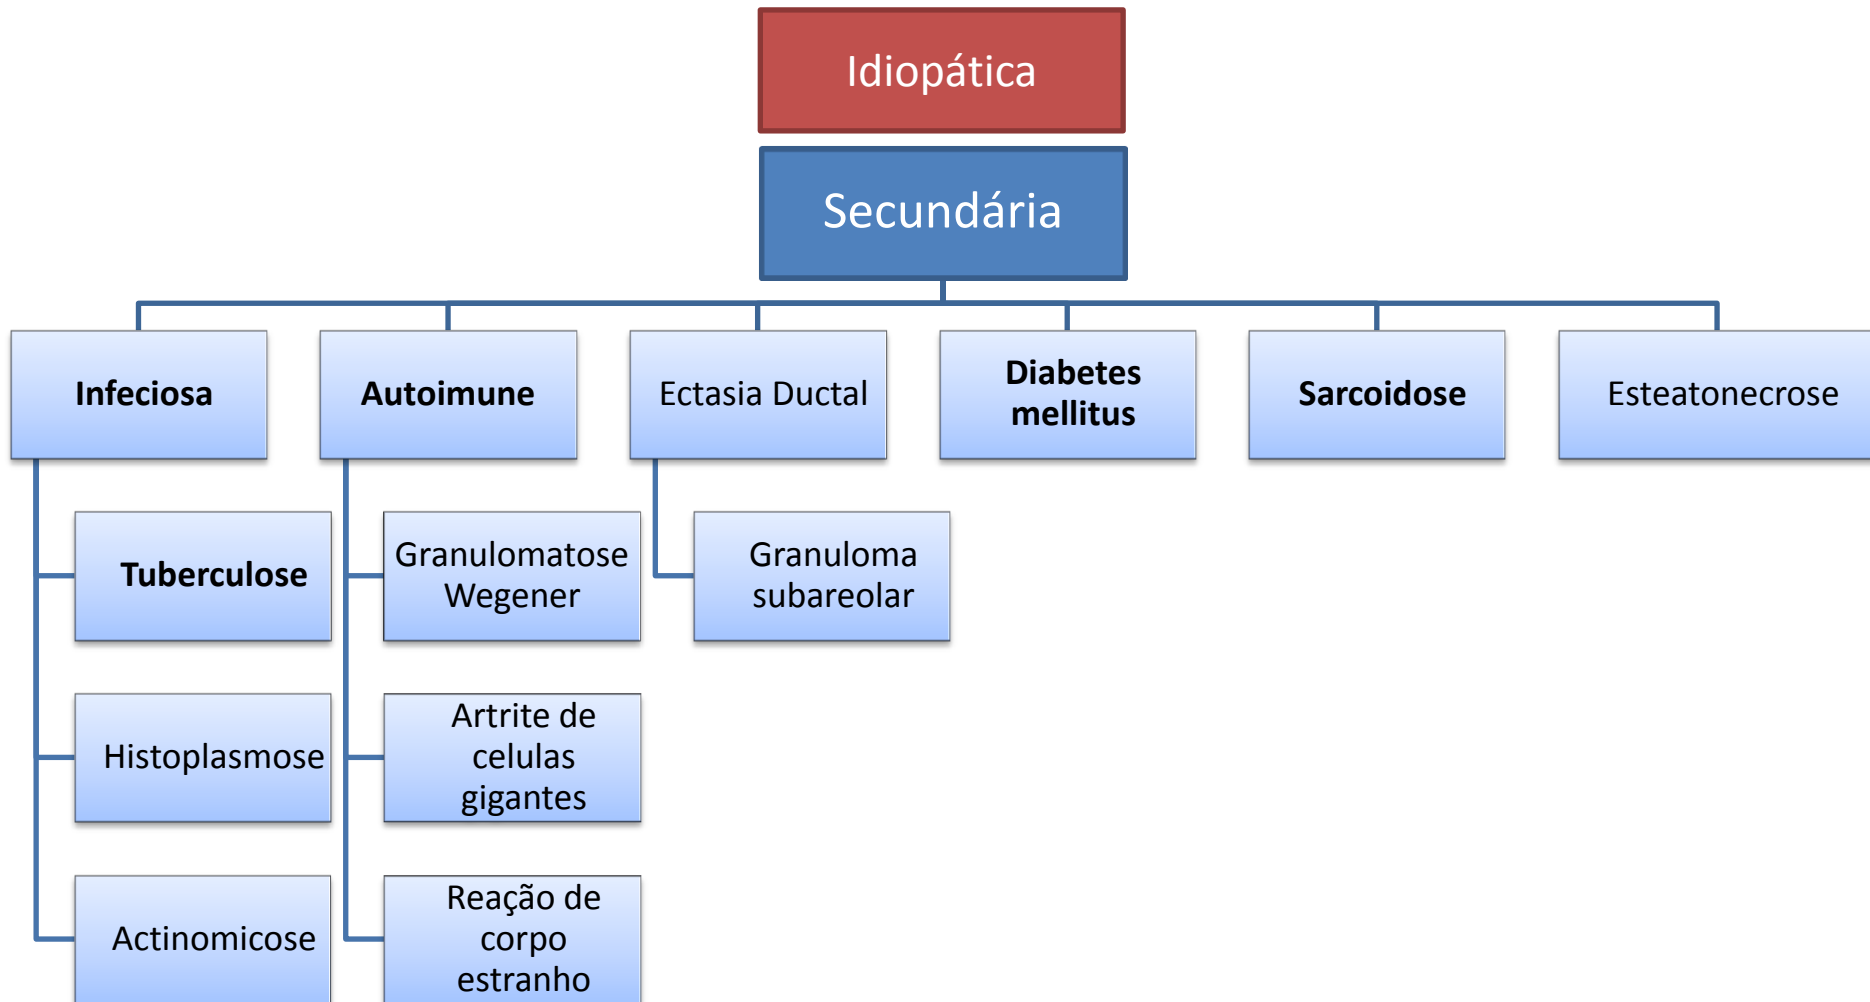 Idiopática
Secundária
Infeciosa
Autoimune
Ectasia Ductal
Diabetes
mellitus
Sarcoidose
Esteatonecrose
Tuberculose
Granulomatose
Wegener
Granuloma
subareolar
Histoplasmose
Artrite de
celulas
gigantes
Actinomicose
Reação de
corpo
estranho